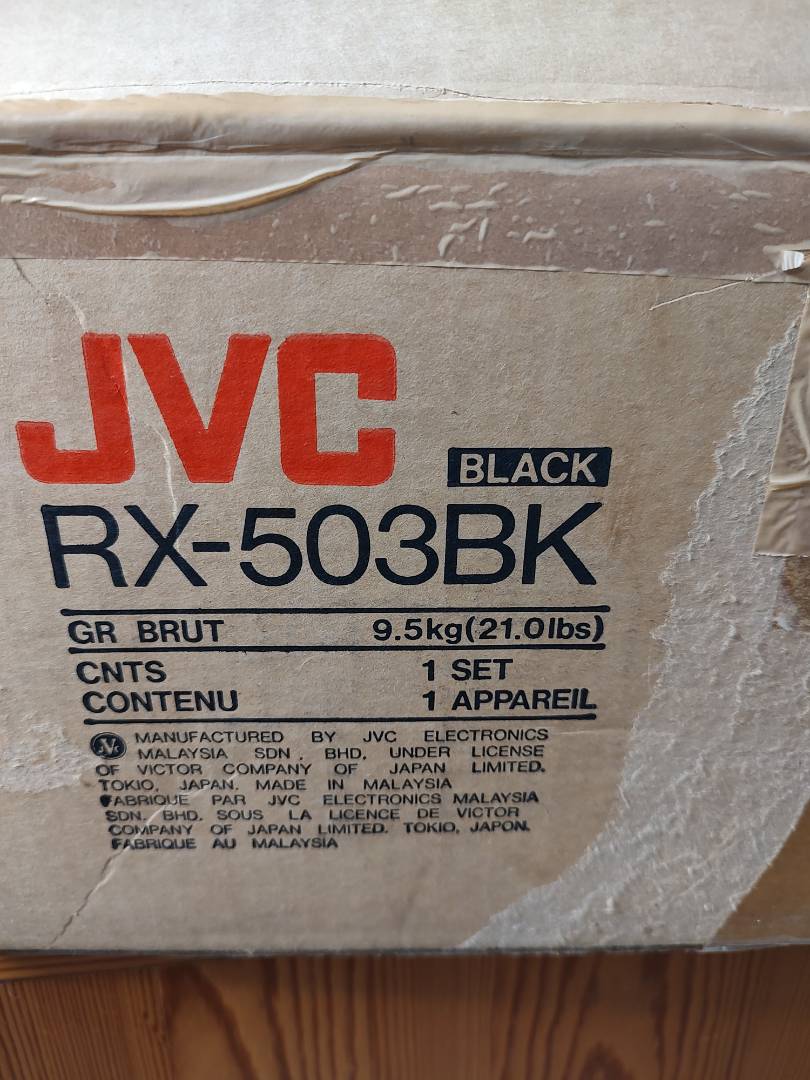 JVC
BLACK
RX-503BK
GR BRUT 9.5kg(21.0lbs)
CNTS 1 SET
CONTENU 1 APPAREIL
JVC MANUFACTURED BY JVC ELECTRONICS
MALAYSIA SDN. BHD. UNDER LICENSE
OF VICTOR COMPANY OF JAPAN LIMITED.
TOKIO, JAPAN. MADE IN MALAYSIA
FABRIQUE PAR JVC ELECTRONICS MALAYSIA
SDN. BHD. SOUS LA LICENCE DE VICTOR
COMPANY OF JAPAN LIMITED. TOKIO, JAPON.
FABRIQUE AU MALAYSIA